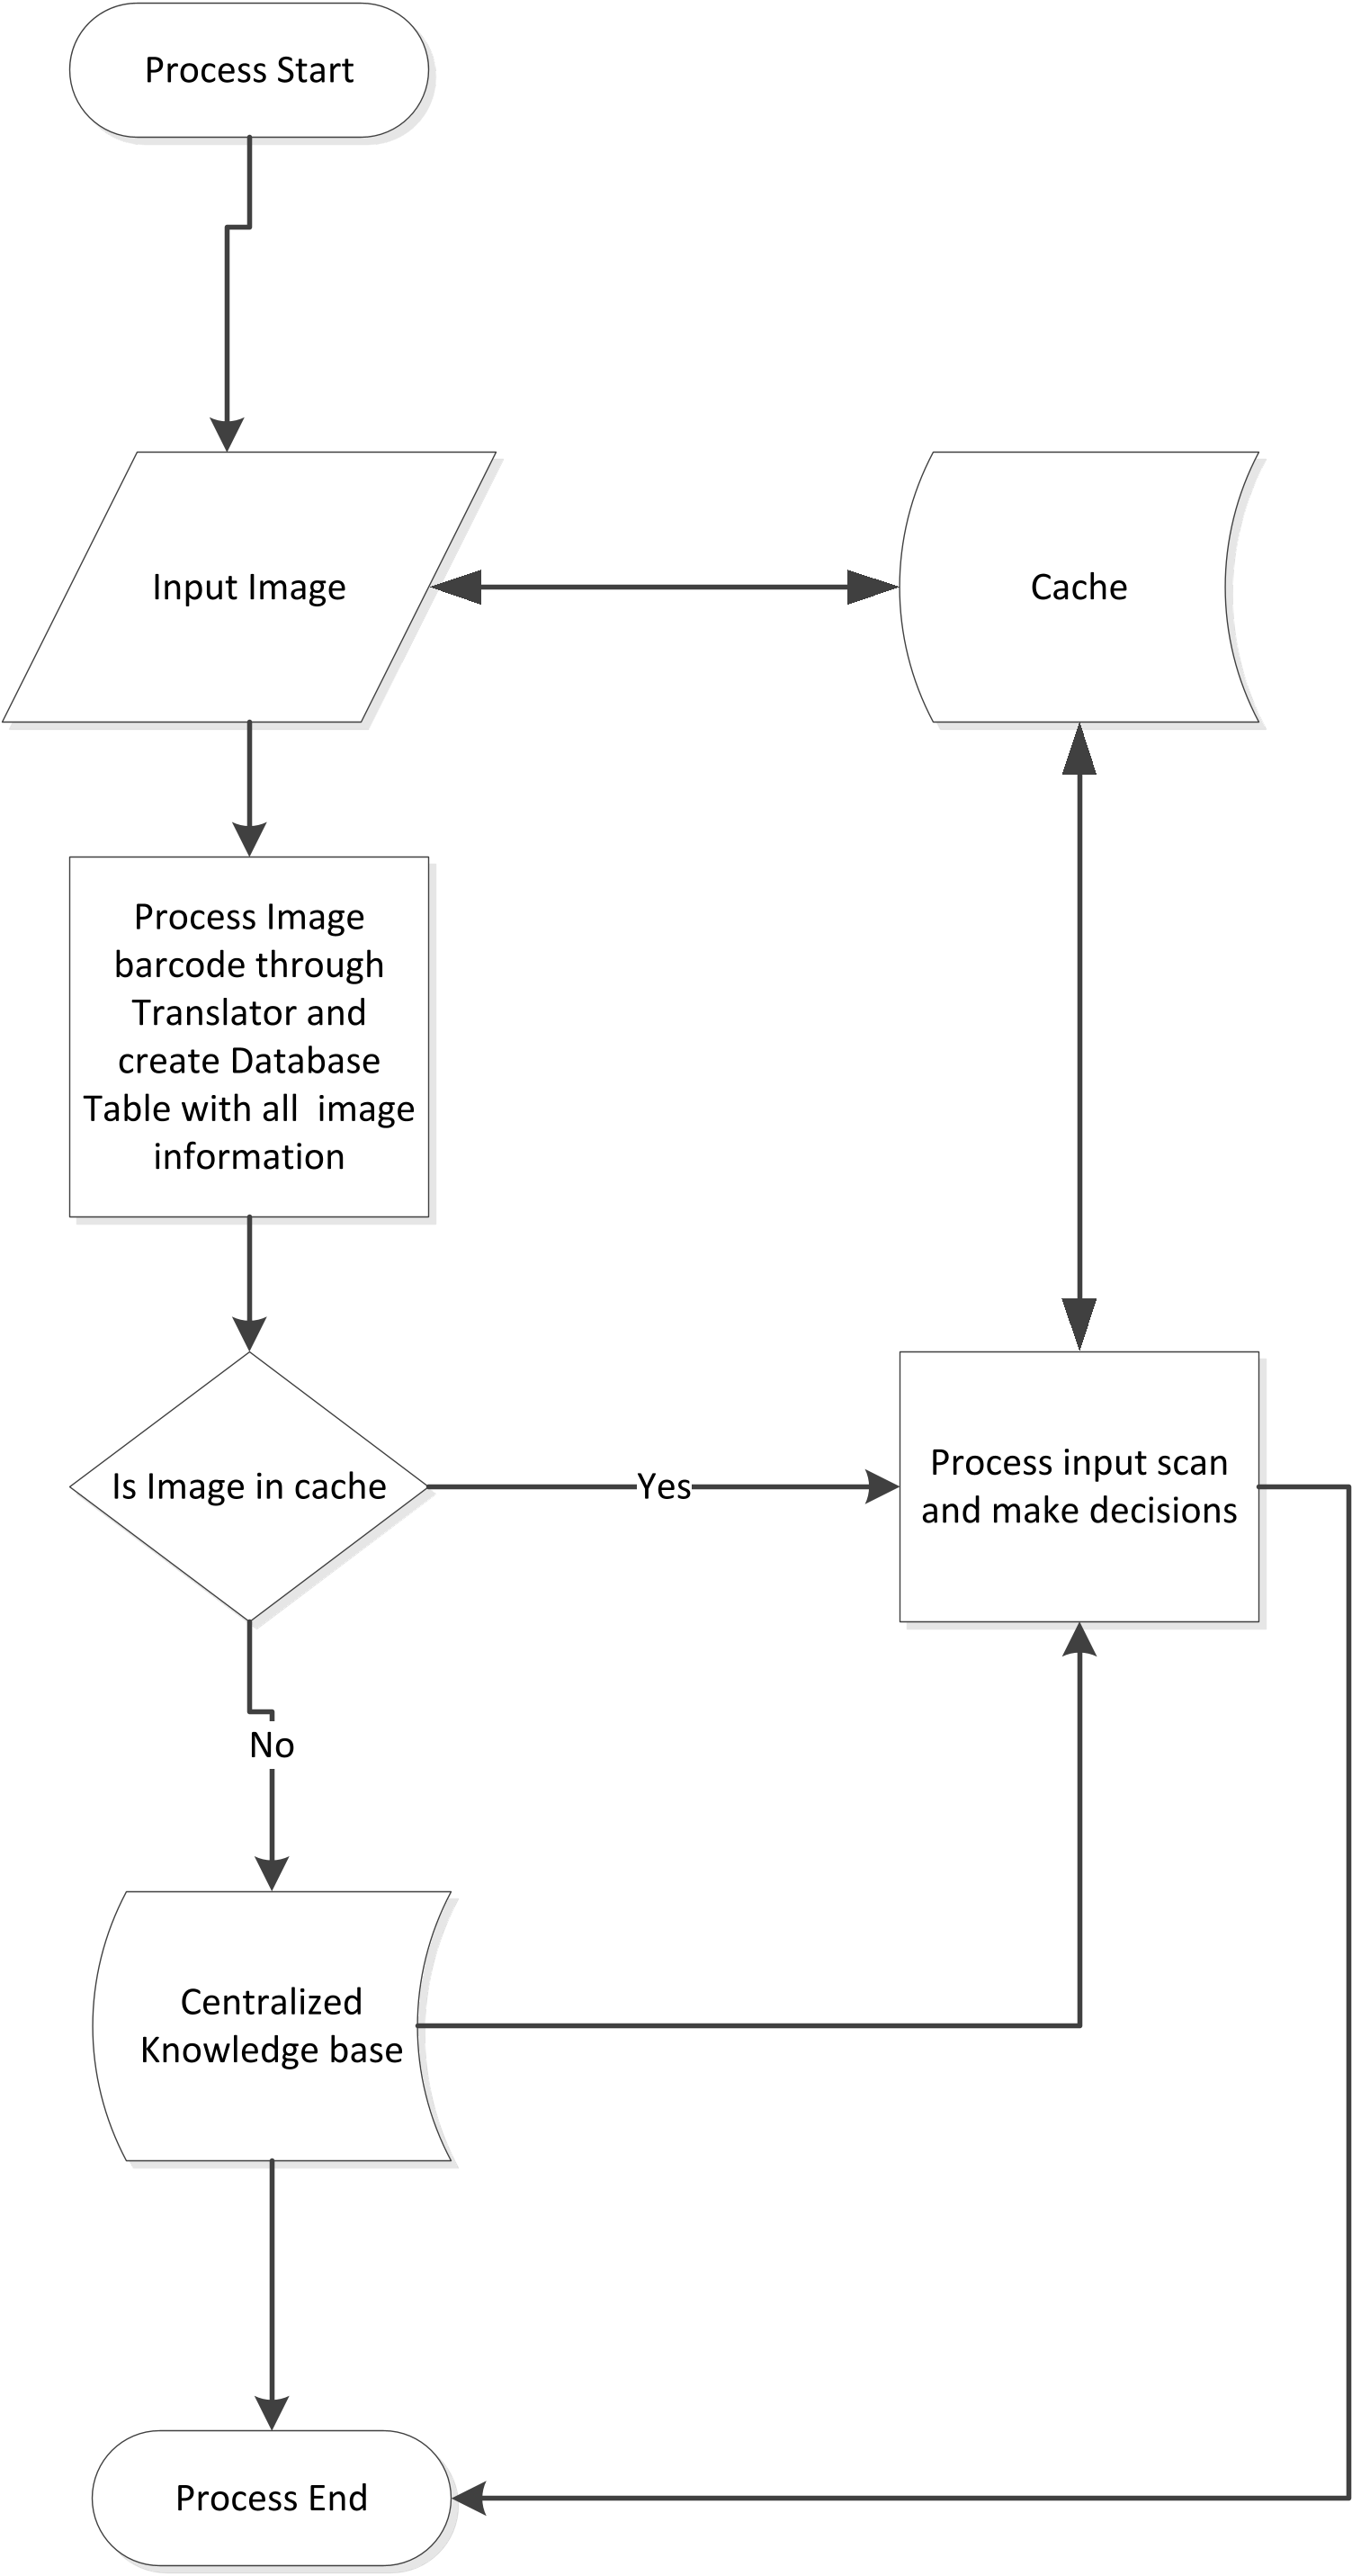 Process Start
Input Image
Cache
Process Image
barcode through
Translator and
create Database
Table with all  image
information
Is Image in cache
Yes
Process input scan
and make decisions
No
Centralized
Knowledge base
Process End